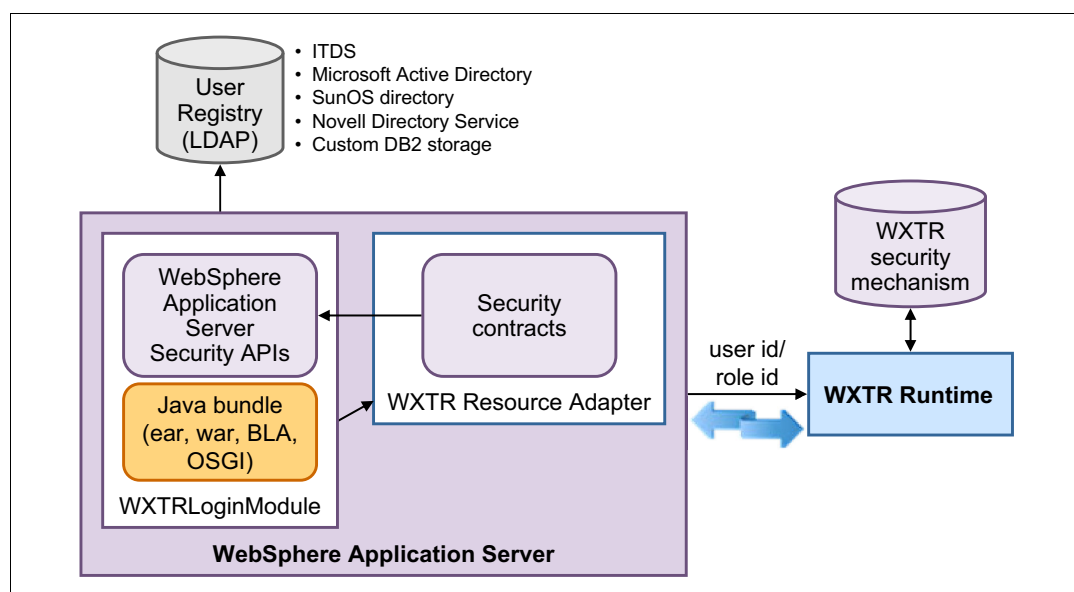 User
Registry
(LDAP)
• ITDS
• Microsoft Active Directory
• SunOS directory
• Novell Directory Service
• Custom DB2 storage
WebSphere
Application
Server
Security APIs
Java bundle
(ear, war, BLA,
OSGI)
WXTRLoginModule
Security
contracts
WXTR Resource Adapter
WebSphere Application Server
user id/
role id
WXTR
security
mechanism
WXTR Runtime